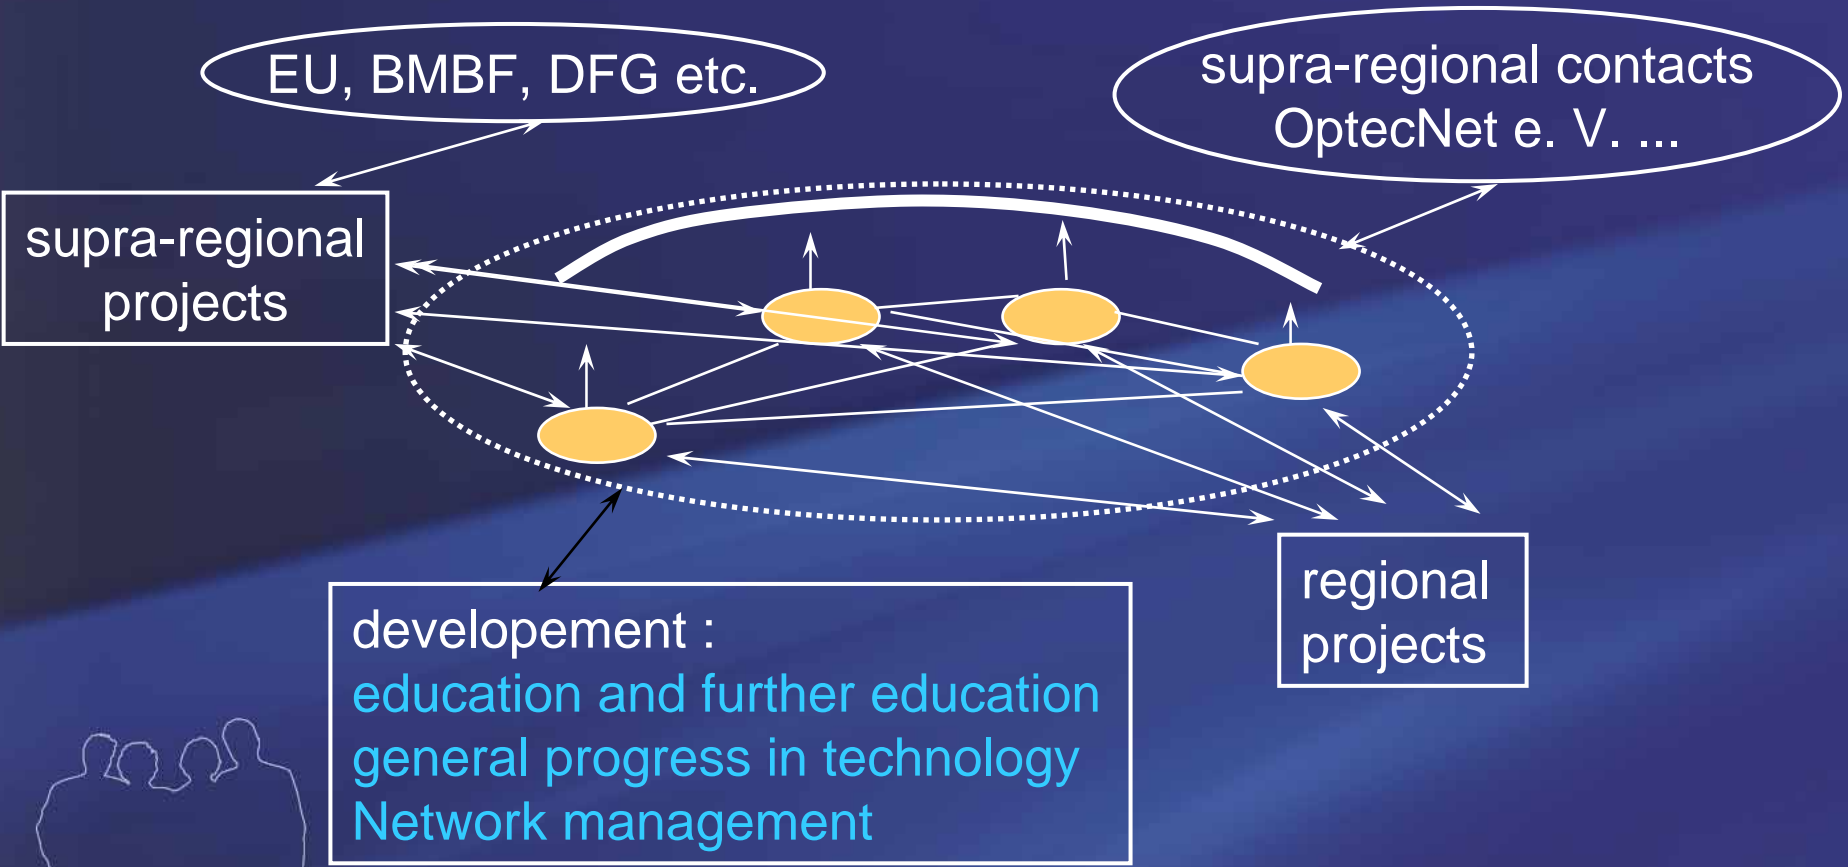 EU, BMBF, DFG etc.
supra-regional contacts
OptecNet e. V. ...
supra-regional
projects
regional
projects
developement :
education and further education
general progress in technology
Network management